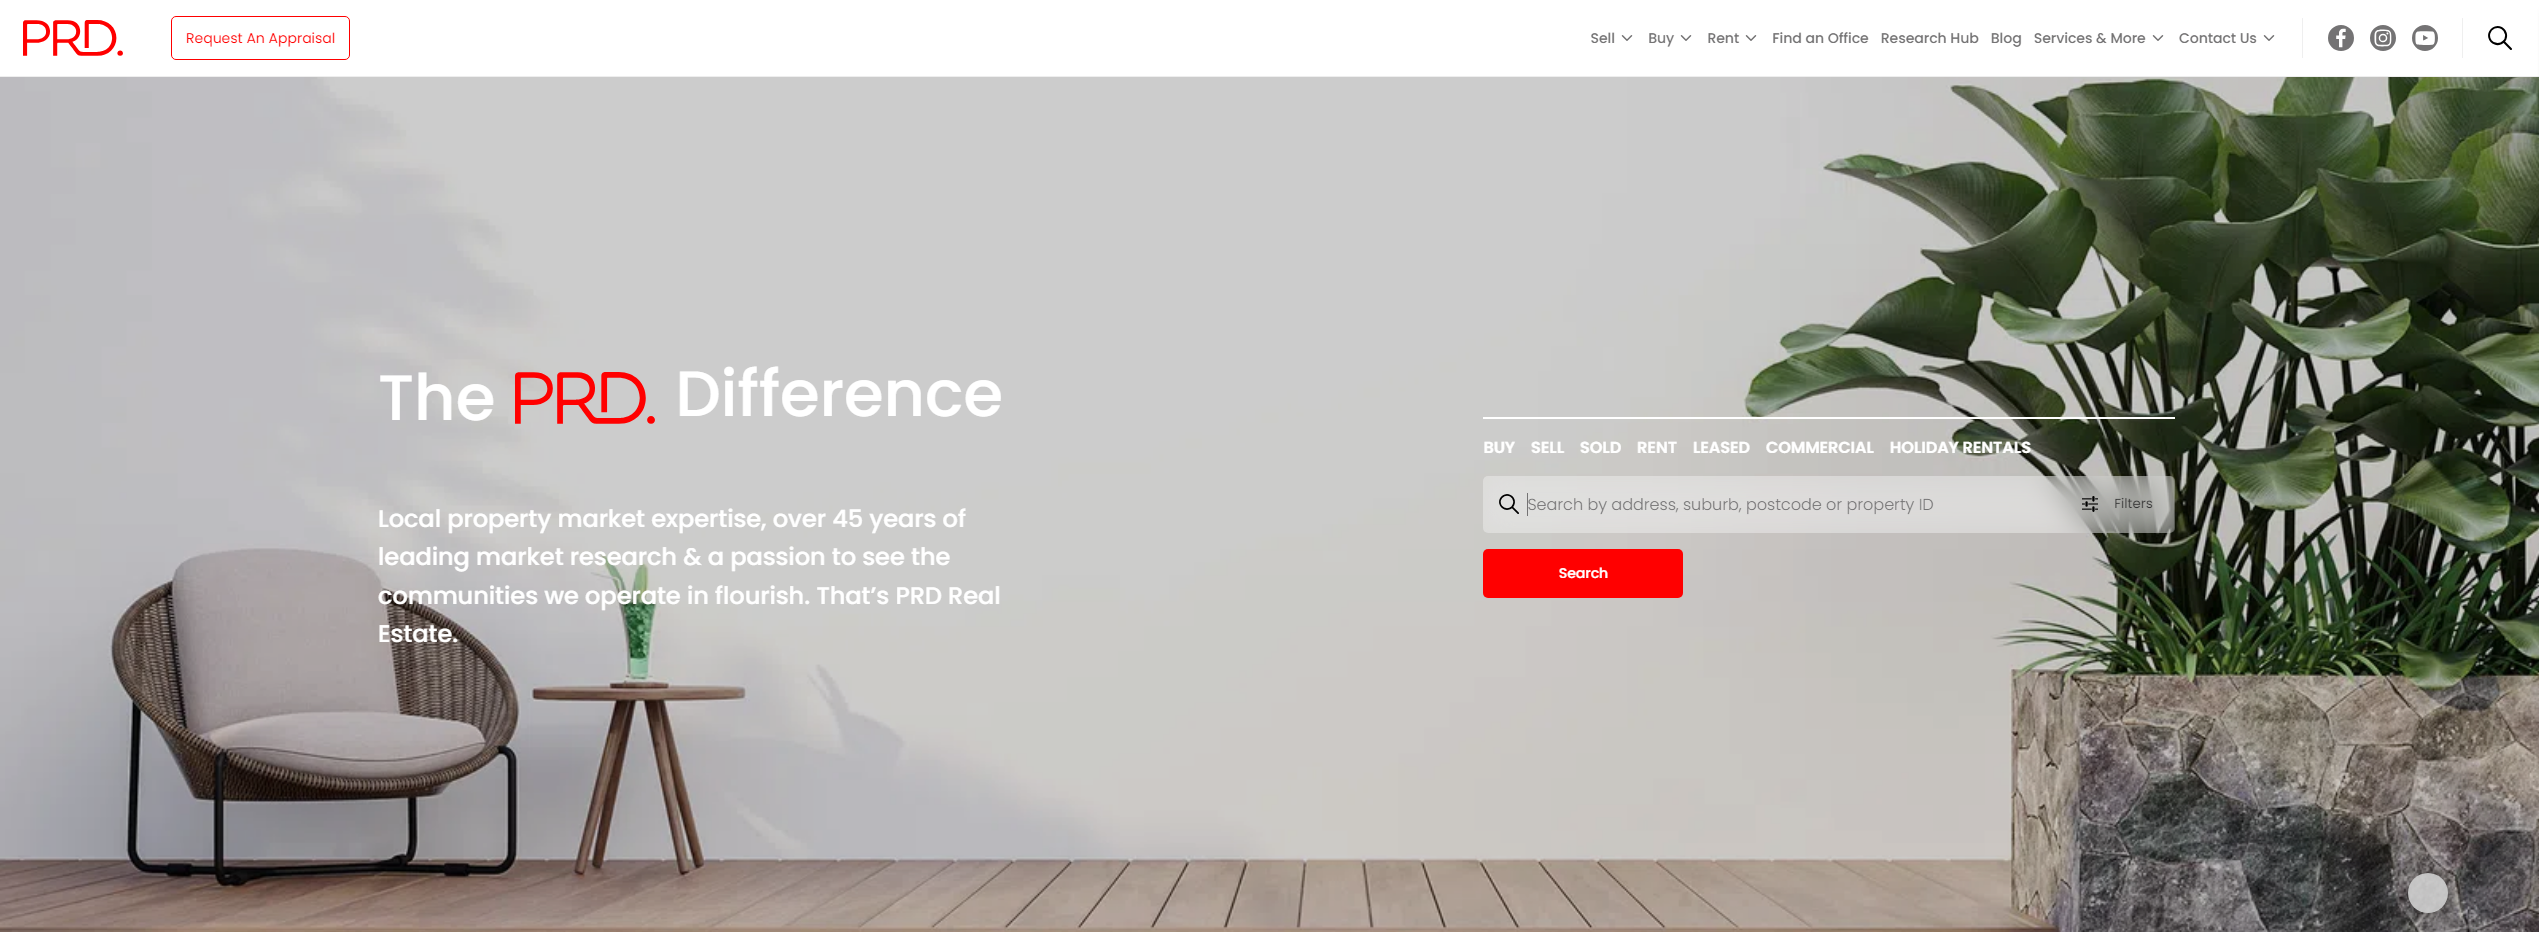 PRD.
Request An Appraisal
Sell
Buy
Rent
Find an Office
Research Hub
Blog
Services & More
Contact Us
The PRD. Difference
Local property market expertise, over 45 years of
leading market research & a passion to see the
communities we operate in flourish. That’s PRD Real
Estate.
BUY SELL SOLD RENT LEASED COMMERCIAL HOLIDAY RENTALS
Search by address, suburb, postcode or property ID
Filters
Search